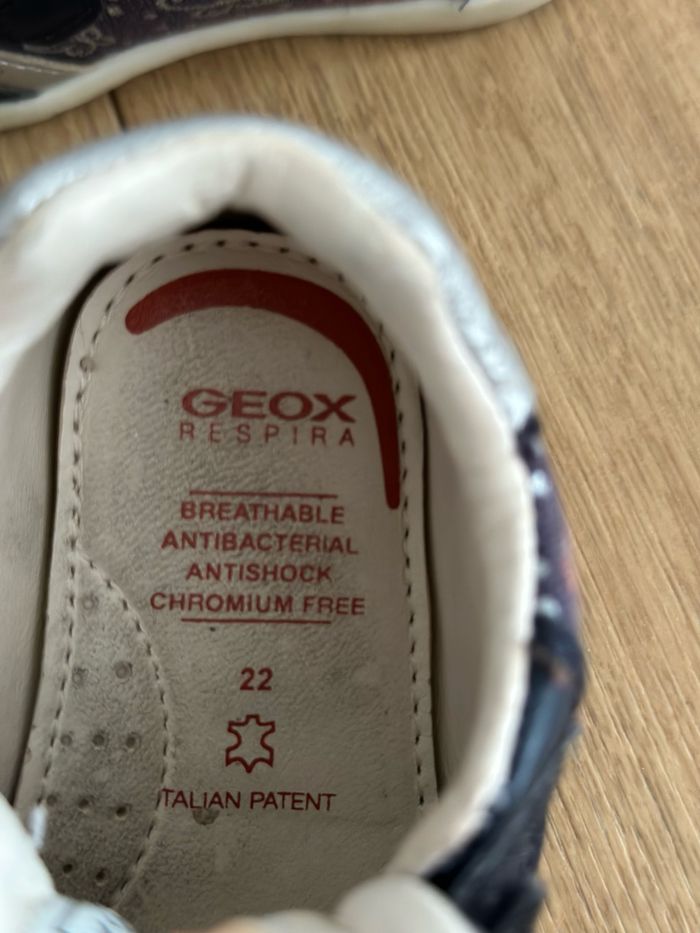 GEOX
RESPIRA
BREATHABLE
ANTIBACTERIAL
ANTISHOCK
CHROMIUM FREE
22
ITALIAN PATENT